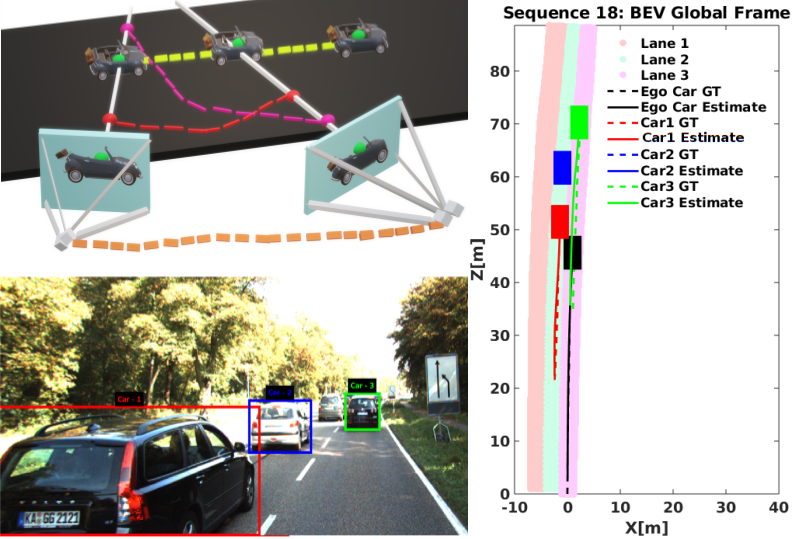 Sequence 18: BEV Global Frame
Lane 1
Lane 2
Lane 3
Ego Car GT
Ego Car Estimate
Car1 GT
Car1 Estimate
Car2 GT
Car2 Estimate
Car3 GT
Car3 Estimate
80
70
60
50
40
30
20
10
0
Z[m]
-10 0 10 20 30 40
X[m]
Car - 1
Car - 3
VOLVO
KA GG 2121